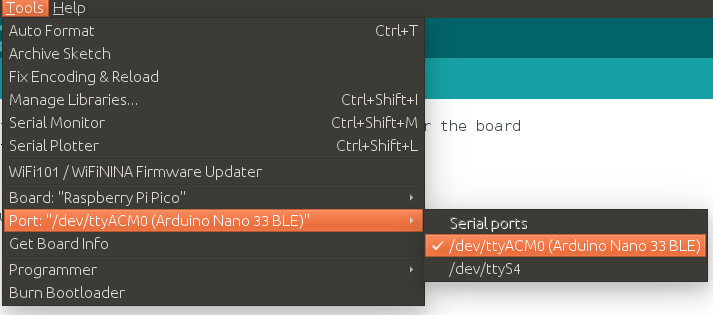 Tools Help
Auto Format Ctrl+T
Archive Sketch
Fix Encoding & Reload
Manage Libraries... Ctrl+Shift+I
Serial Monitor Ctrl+Shift+M
r the board
Serial Plotter Ctrl+Shift+L
WiFi101 / WiFiNINA Firmware Updater
Board: "Raspberry Pi Pico"
Port: "/dev/ttyACM0 (Arduino Nano 33 BLE)"
Get Board Info
Programmer
Burn Bootloader
Serial ports
/dev/ttyACM0 (Arduino Nano 33 BLE)
/dev/ttyS4